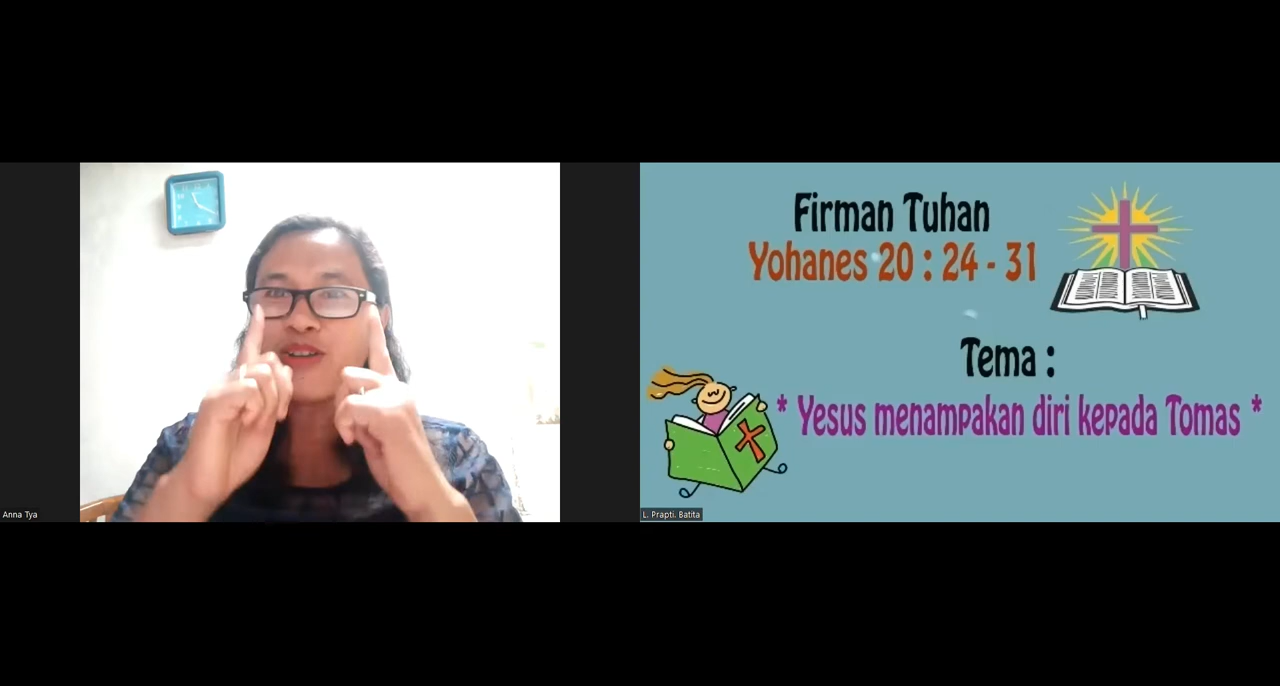 Firman Tuhan
Yohanes 20 : 24 - 31
Tema :
* Yesus menampakan diri kepada Tomas *
Anna Tya
L. Prapti. Batita